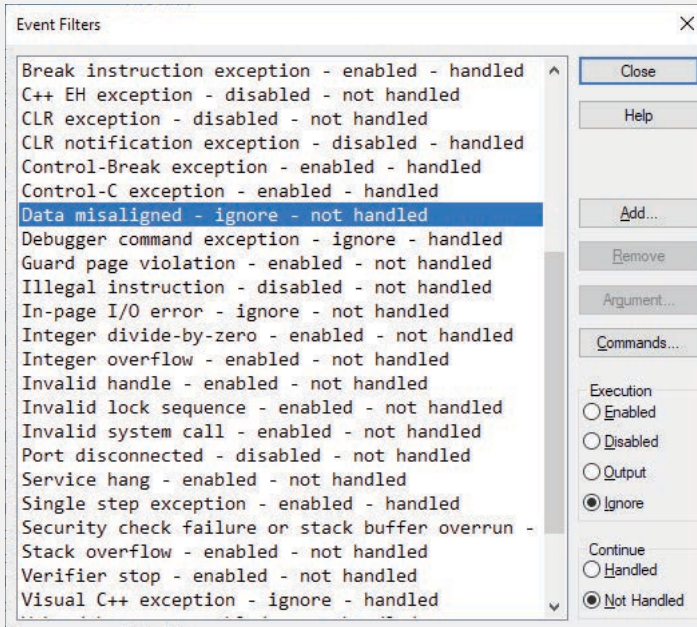 Event Filters
Break instruction exception - enabled - handled
C++ EH exception - disabled - not handled
CLR exception - disabled - not handled
CLR notification exception - disabled - handled
Control-Break exception - enabled - handled
Control-C exception - enabled - handled
Data misaligned - ignore - not handled
Debugger command exception - ignore - handled
Guard page violation - enabled - not handled
Illegal instruction - disabled - not handled
In-page I/O error - ignore - not handled
Integer divide-by-zero - enabled - not handled
Integer overflow - enabled - not handled
Invalid handle - enabled - not handled
Invalid lock sequence - enabled - not handled
Invalid system call - enabled - not handled
Port disconnected - disabled - not handled
Service hang - enabled - not handled
Single step exception - enabled - handled
Security check failure or stack buffer overrun -
Stack overflow - enabled - not handled
Verifier stop - enabled - not handled
Visual C++ exception - ignore - handled
Close
Help
Add...
Remove
Argument...
Commands...
Execution
Enabled
Disabled
Output
Ignore
Continue
Handled
Not Handled